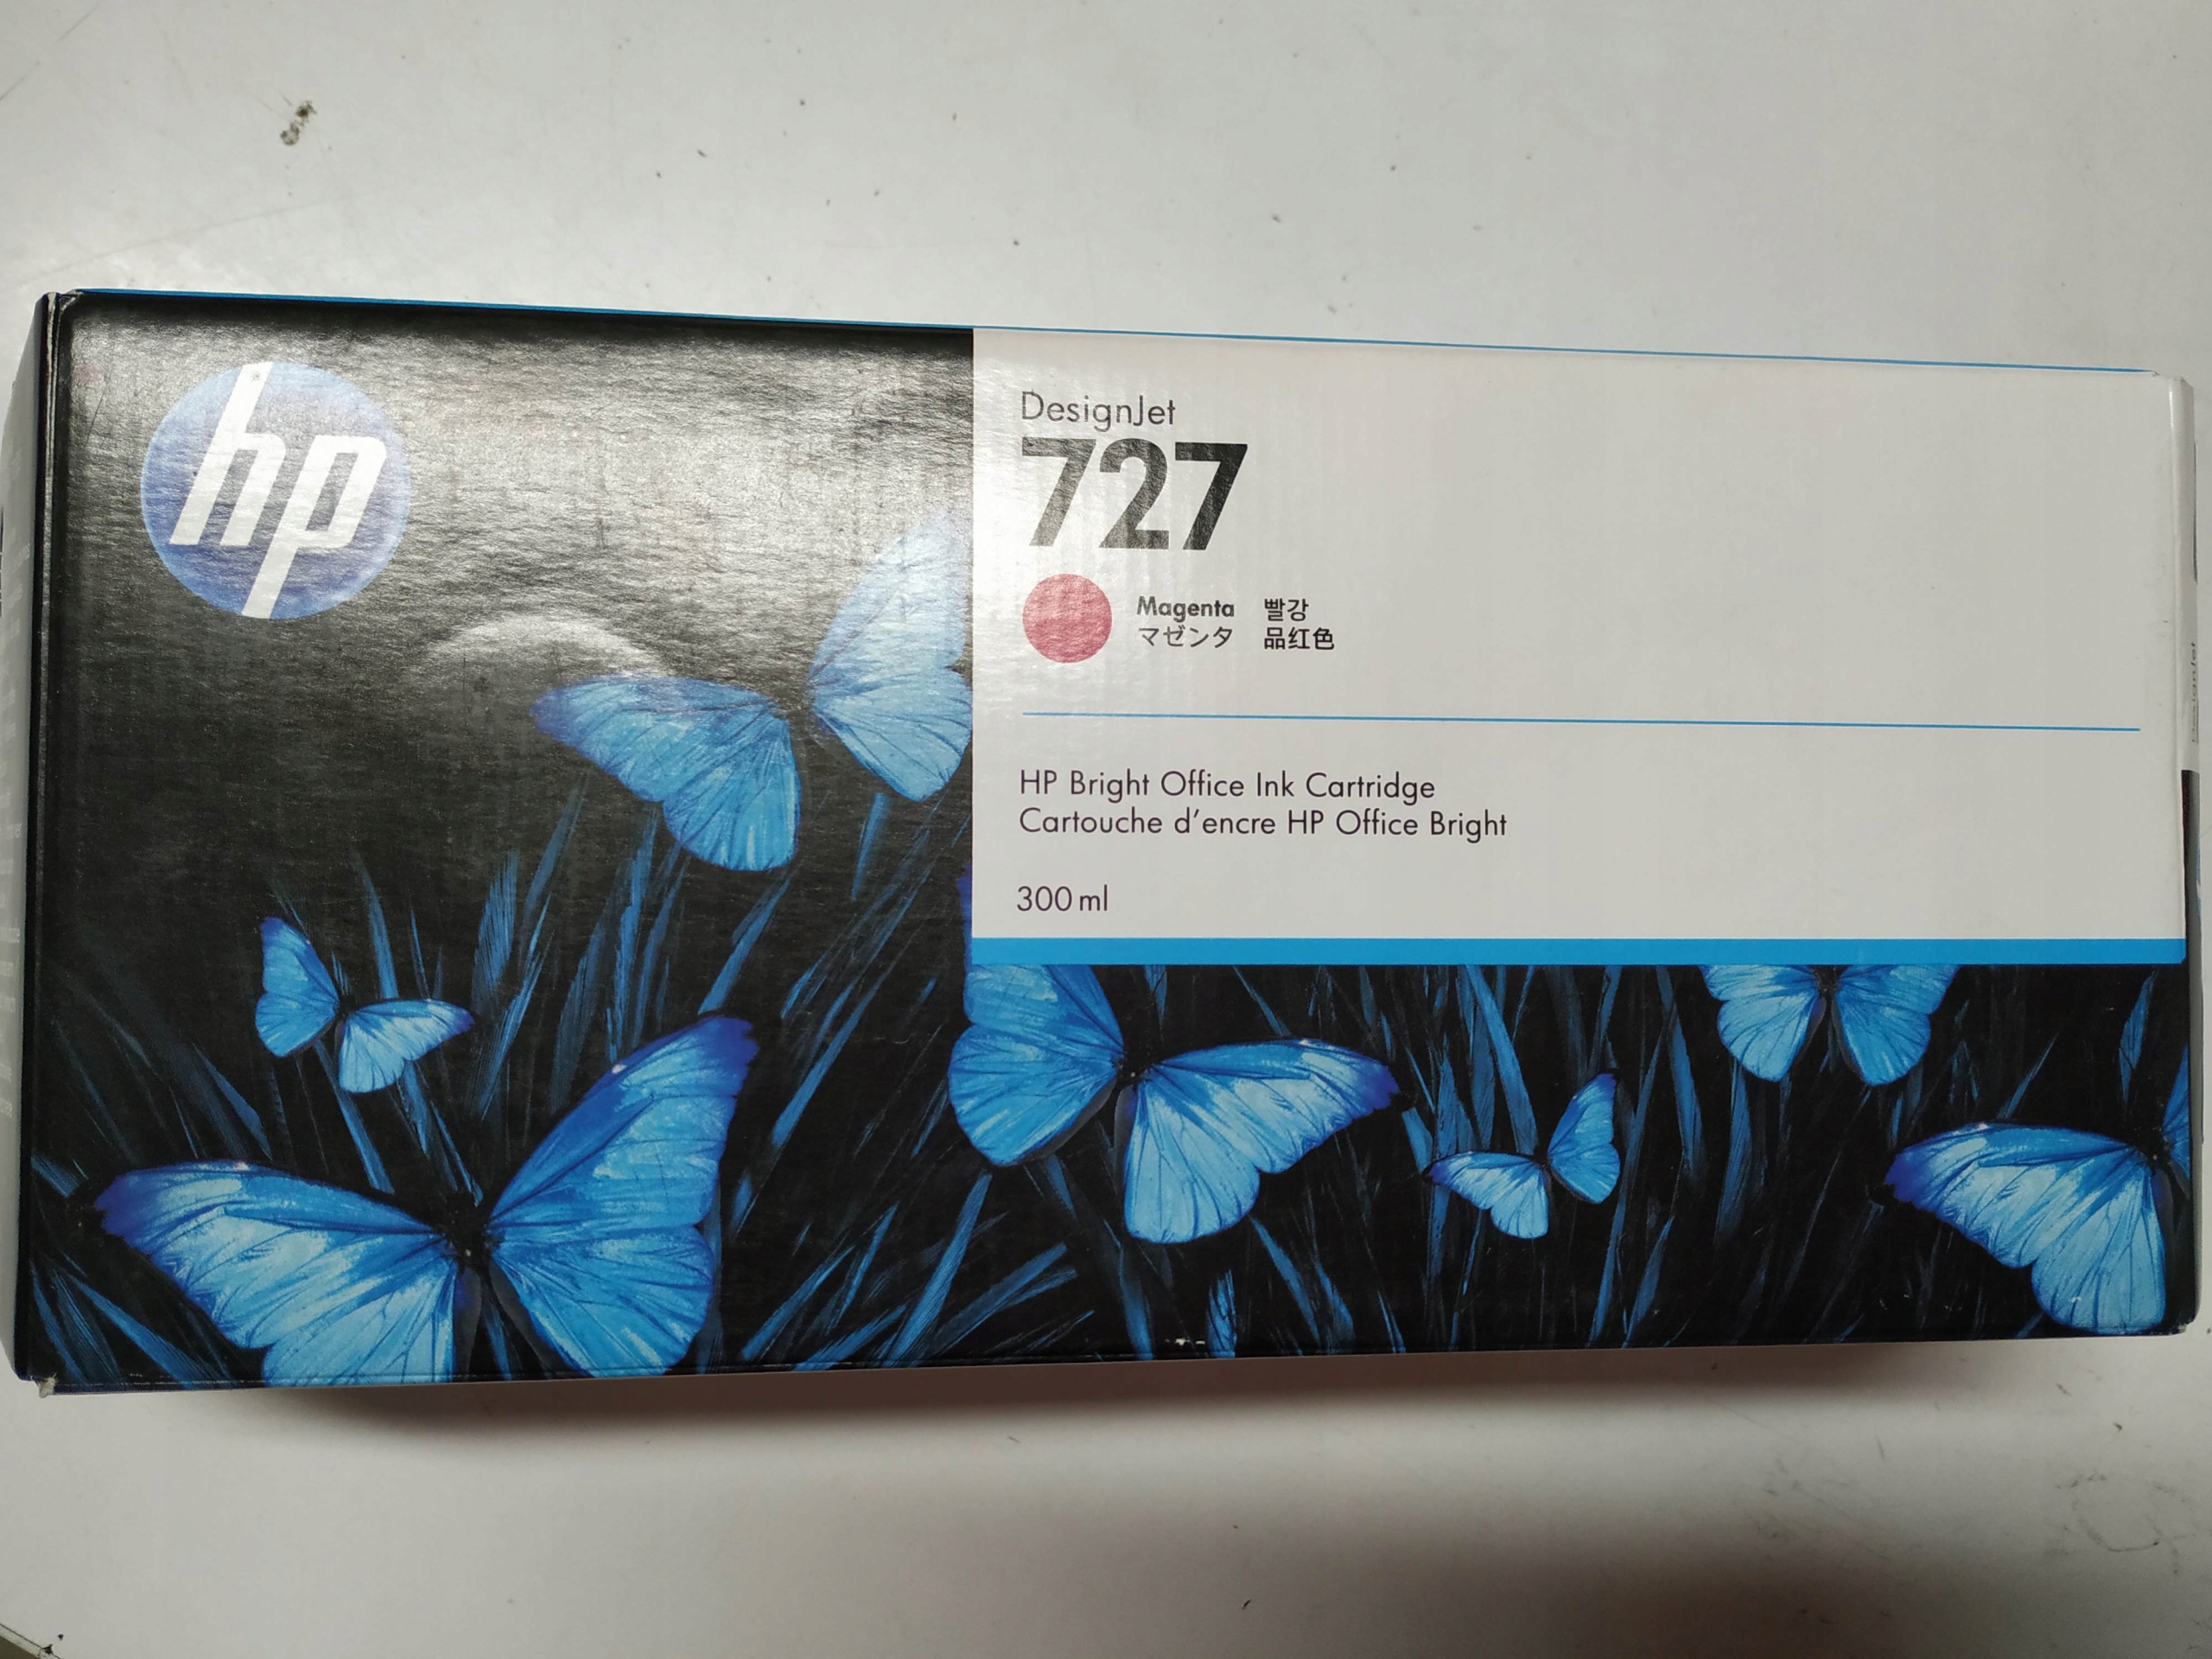 hp
DesignJet
727
Magenta 빨강
マゼンタ 品红色
HP Bright Office Ink Cartridge
Cartouche d'encre HP Office Bright
300 ml